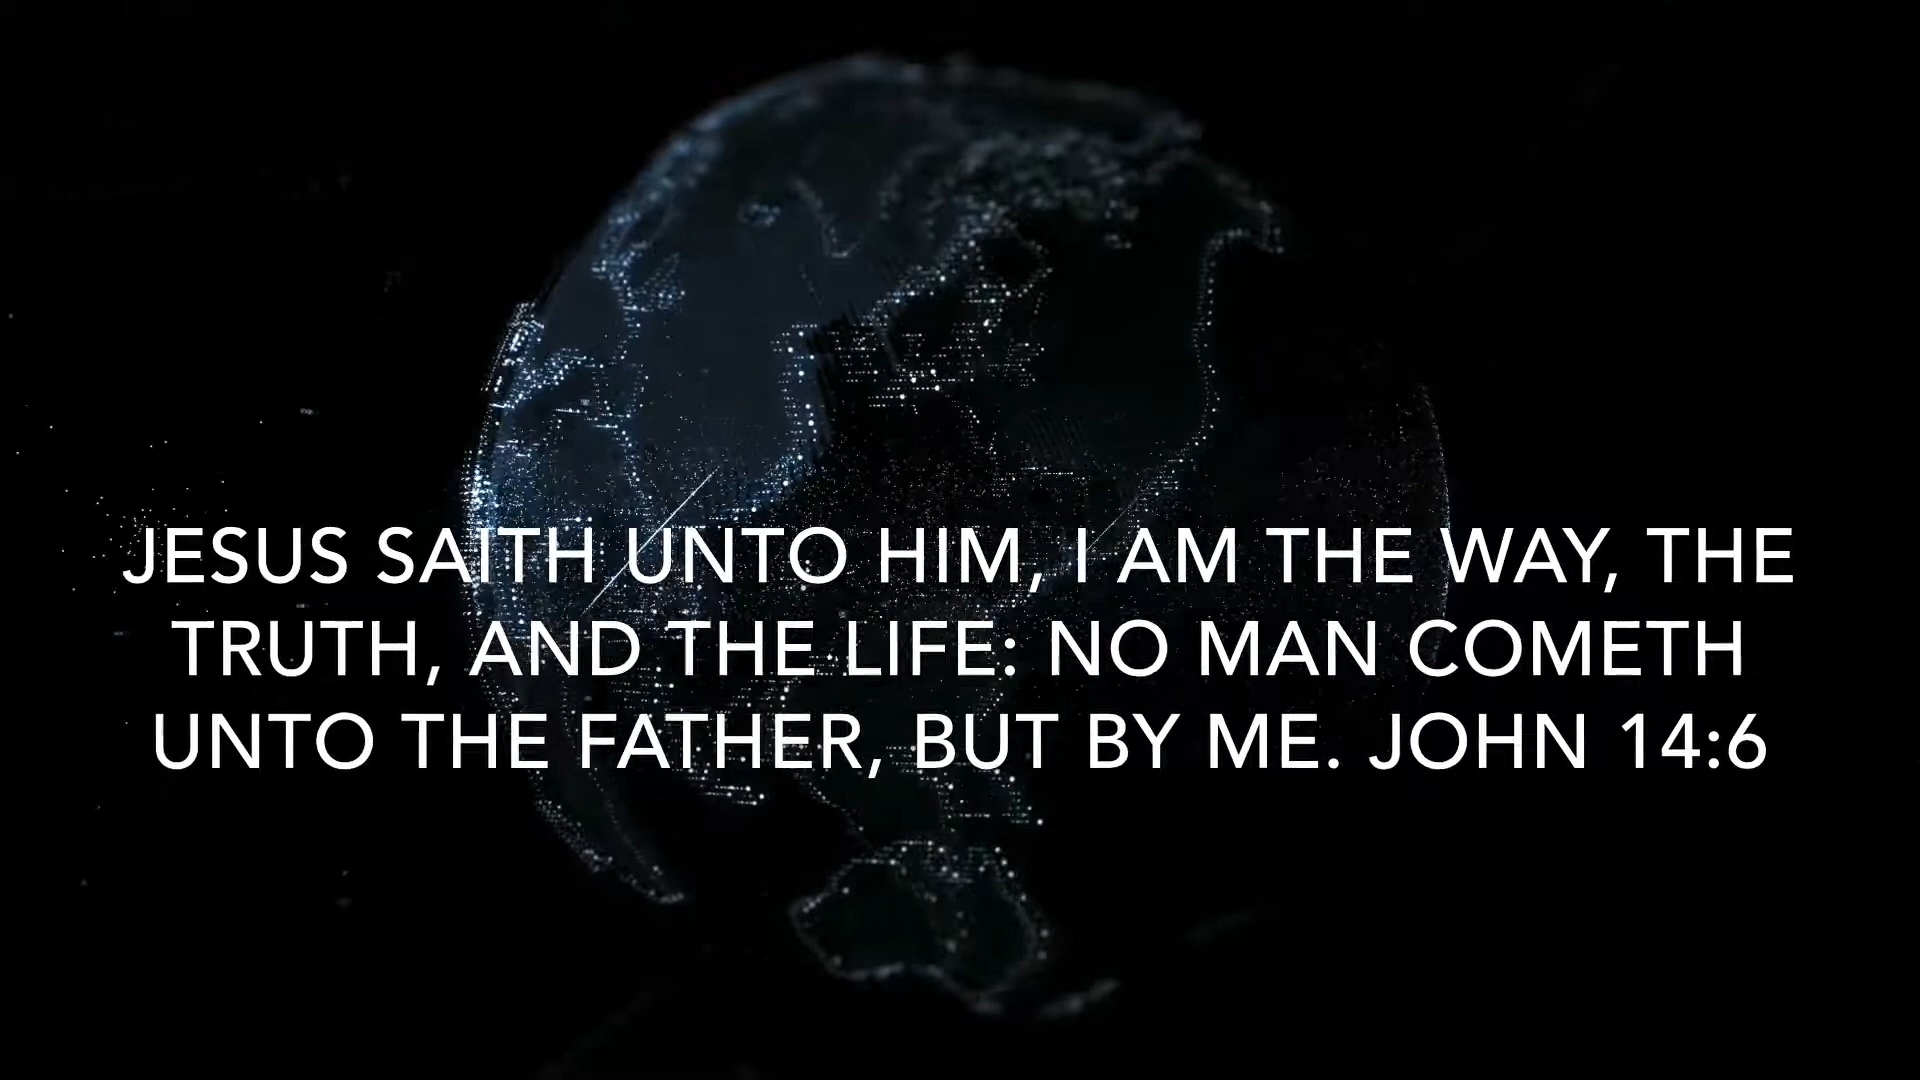 JESUS SAITH UNTO HIM, I AM THE WAY, THE
TRUTH, AND THE LIFE: NO MAN COMETH
UNTO THE FATHER, BUT BY ME. JOHN 14:6